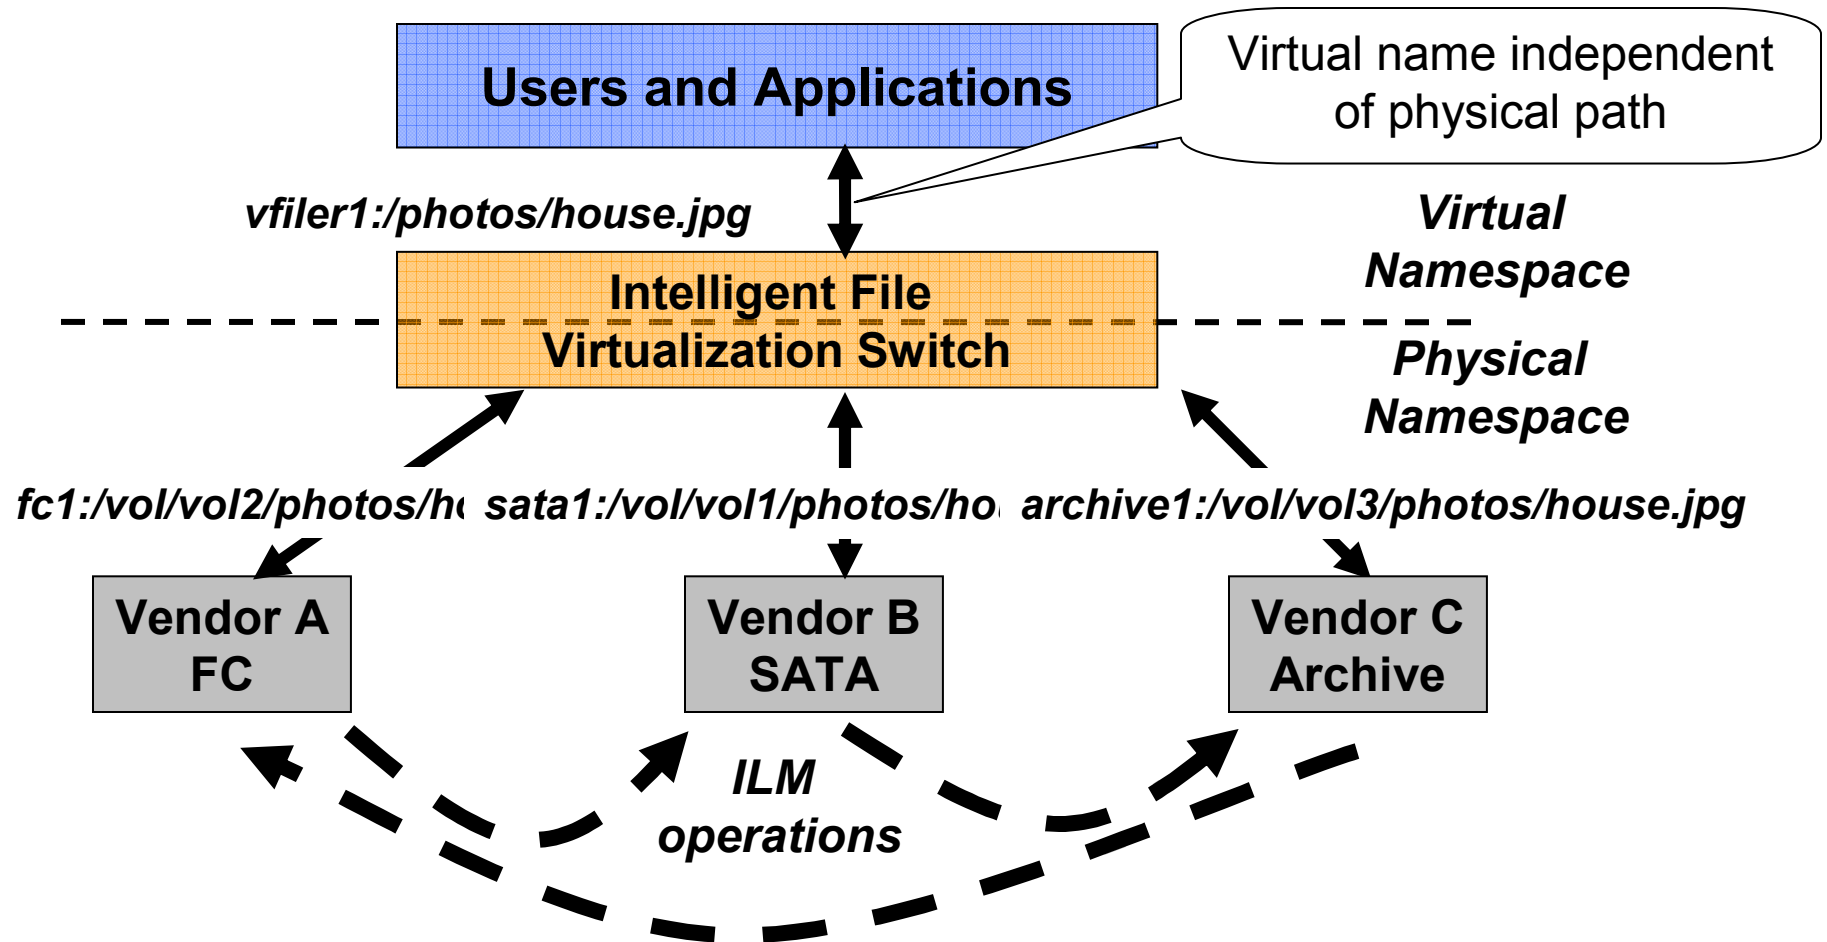 Users and Applications
Virtual name independent
of physical path
vfiler1:/photos/house.jpg
Virtual
Namespace
Intelligent File
Virtualization Switch
Physical
Namespace
fc1:/vol/vol2/photos/ho
sata1:/vol/vol1/photos/hou
archive1:/vol/vol3/photos/house.jpg
Vendor A
FC
Vendor B
SATA
Vendor C
Archive
ILM
operations